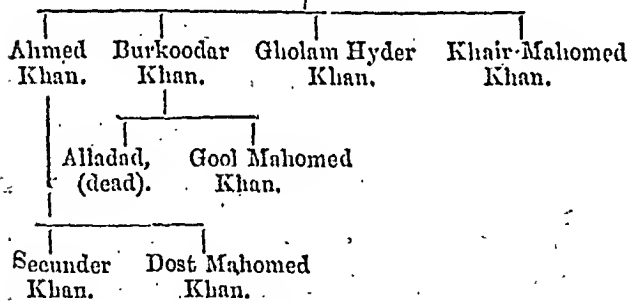 Ahmed Burkoodar Gholam Hyder Khair-Mahomed
Khan. Khan. Khan. Khan.
Alladad, Gool Mahomed
(dead). Khan.
Secunder Dost Mahomed
Khan. Khan.